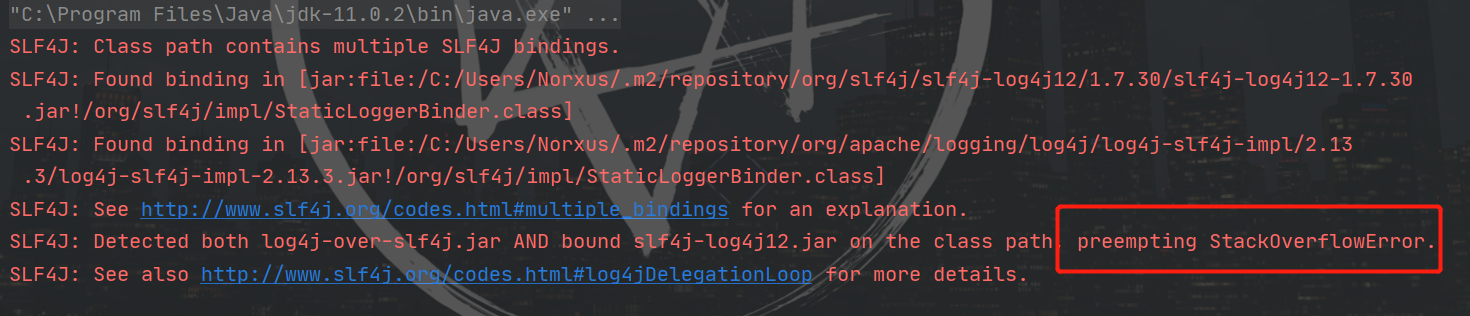 "C:\Program Files\Java\jdk-11.0.2\bin\java.exe" ...
SLF4J: Class path contains multiple SLF4J bindings.
SLF4J: Found binding in [jar:file:/C:/Users/Norxus/.m2/repository/org/slf4j/slf4j-log4j12/1.7.30/slf4j-log4j12-1.7.30
.jar!/org/slf4j/impl/StaticLoggerBinder.class]
SLF4J: Found binding in [jar:file:/C:/Users/Norxus/.m2/repository/org/apache/logging/log4j/log4j-slf4j-impl/2.13
.3/log4j-slf4j-impl-2.13.3.jar!/org/slf4j/impl/StaticLoggerBinder.class]
SLF4J: See http://www.slf4j.org/codes.html#multiple_bindings for an explanation.
SLF4J: Detected both log4j-over-slf4j.jar AND bound slf4j-log4j12.jar on the class path, preempting StackOverflowError.
SLF4J: See also http://www.slf4j.org/codes.html#log4jDelegationLoop for more details.